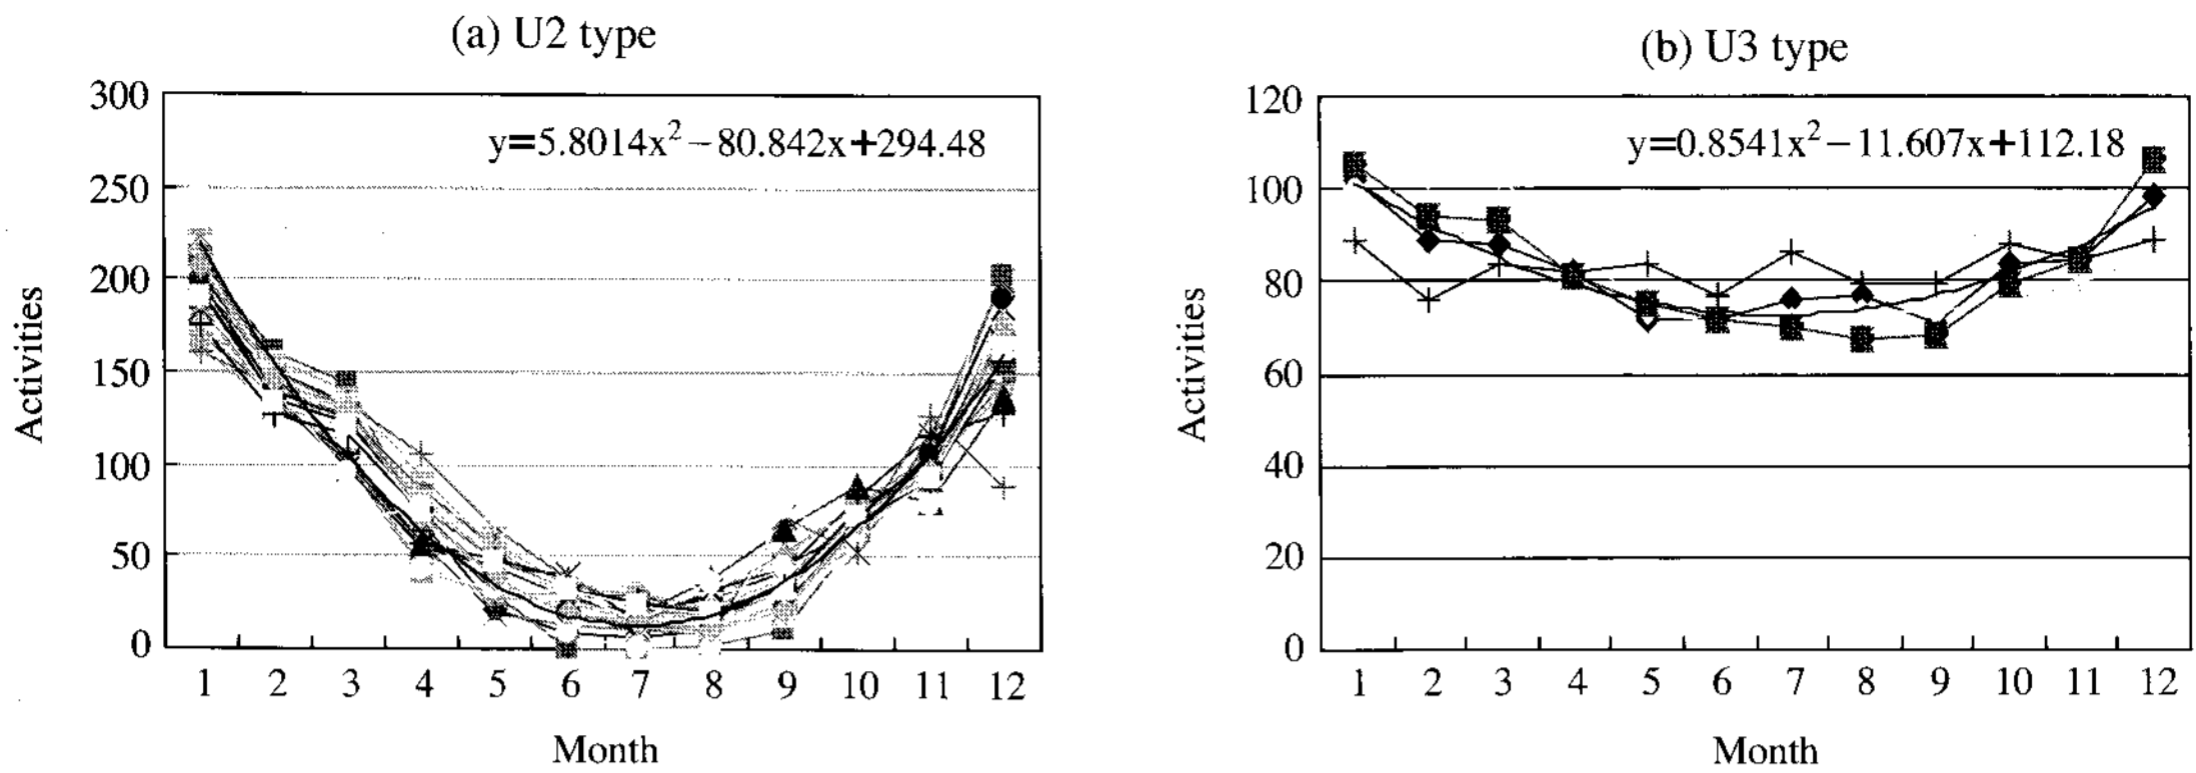 (a) U2 type
300
250
200
150
100
50
0
y=5.8014x²−80.842x+294.48
Activities
1 2 3 4 5 6 7 8 9 10 11 12
Month
(b) U3 type
120
100
80
60
40
20
0
y=0.8541x²−11.607x+112.18
Activities
1 2 3 4 5 6 7 8 9 10 11 12
Month